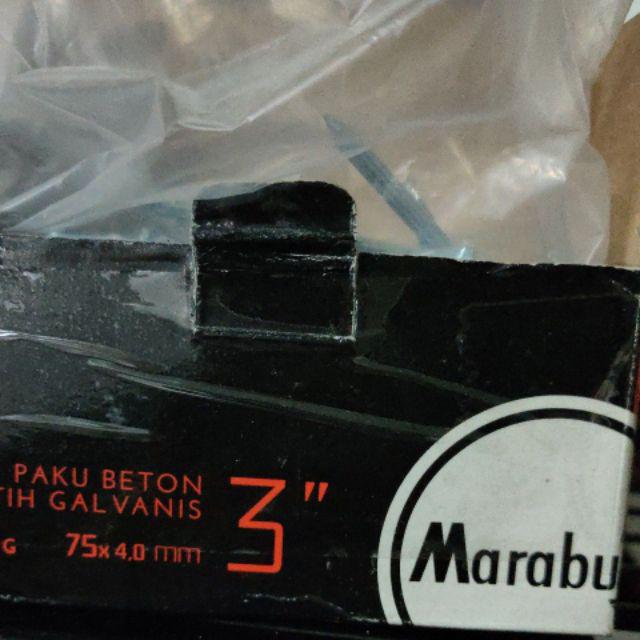 PAKU BETON
TIH GALVANIS
G 75x4,0 mm
3"
Marabu